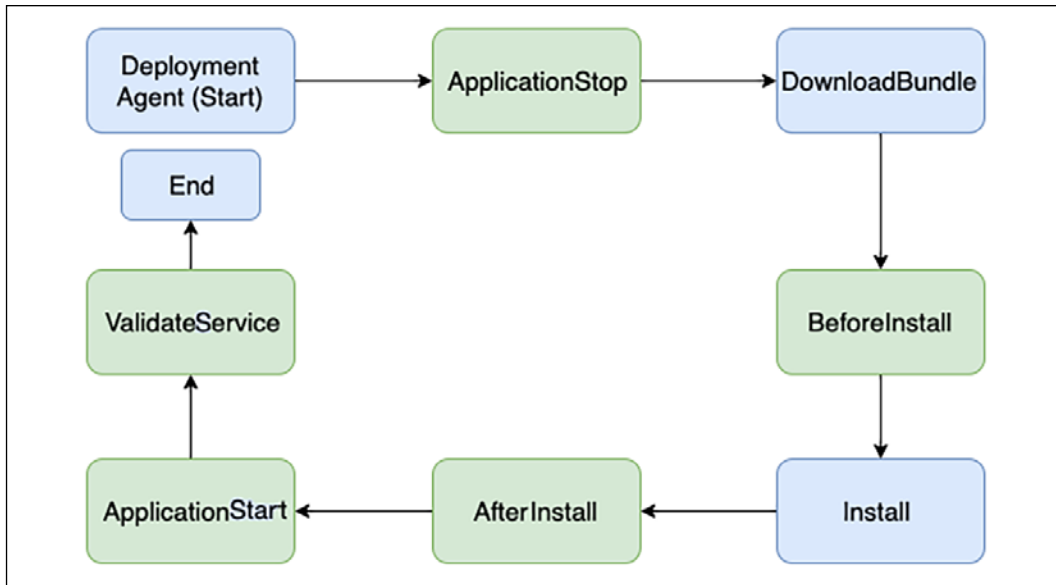 Deployment
Agent (Start)
ApplicationStop
DownloadBundle
End
ValidateService
BeforeInstall
ApplicationStart
AfterInstall
Install